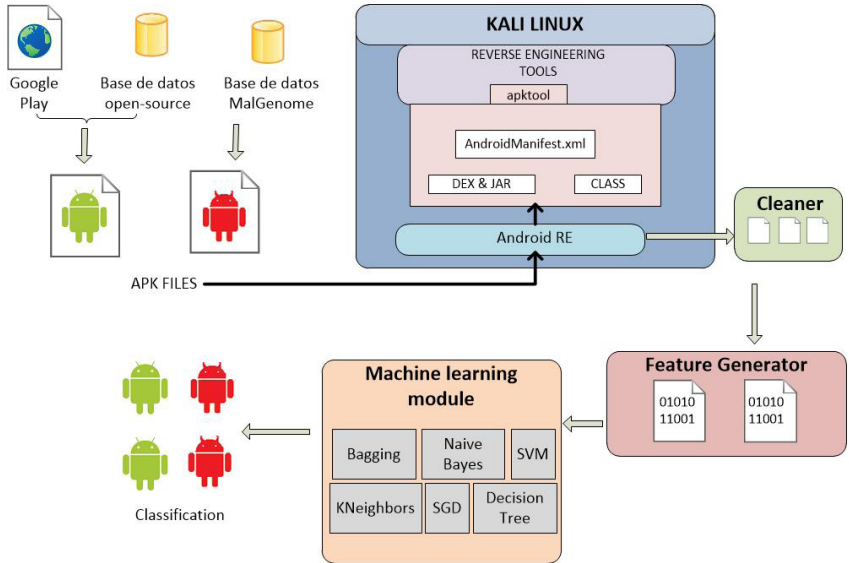 Google
Play
Base de datos
open-source
Base de datos
MalGenome
APK FILES
KALI LINUX
REVERSE ENGINEERING
TOOLS
apktool
AndroidManifest.xml
DEX & JAR
CLASS
Android RE
Cleaner
Feature Generator
01010
11001
01010
11001
Machine learning
module
Bagging
Naive
Bayes
SVM
KNeighbors
SGD
Decision
Tree
Classification